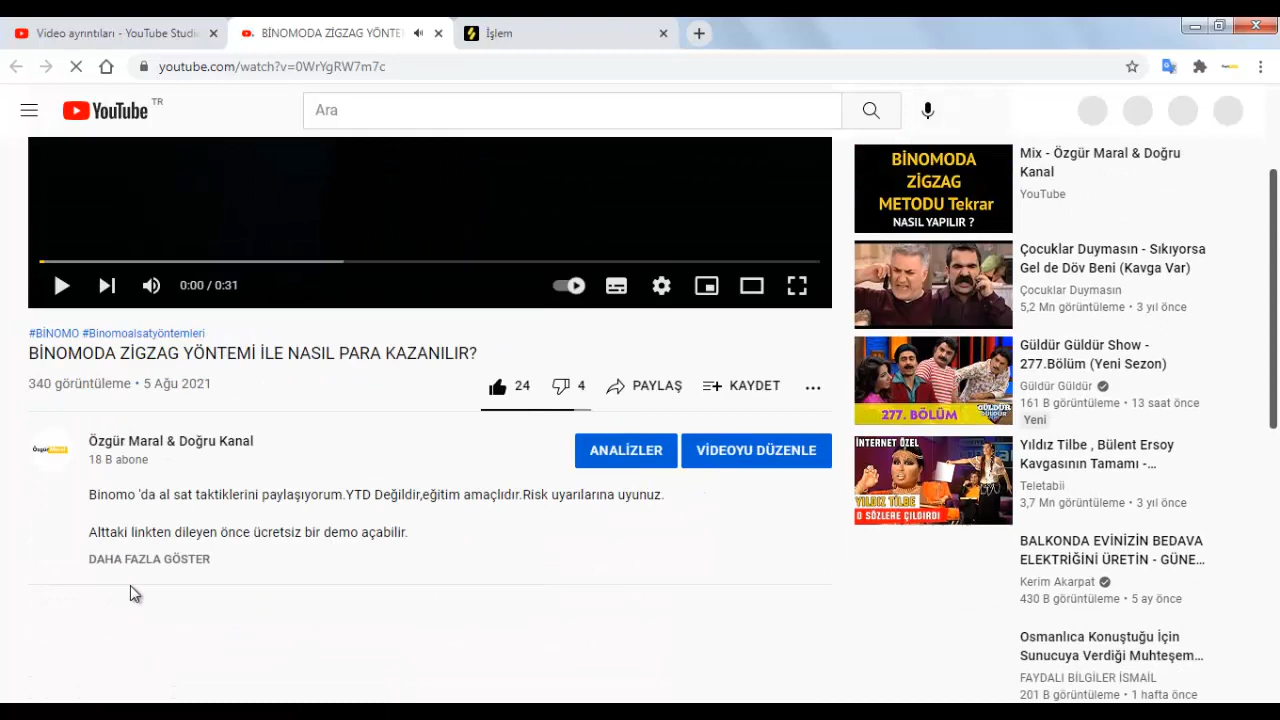 Video ayrıntıları - YouTube Studio
BİNOMODA ZİGZAG YÖNTE
İşlem
youtube.com/watch?v=0WrYgRW7m7c
YouTube TR
Ara
0:00 / 0:31
#BİNOMO #Binomoalsatyöntemleri
BİNOMODA ZİGZAG YÖNTEMİ İLE NASIL PARA KAZANILIR?
340 görüntüleme • 5 Ağu 2021
24
4
PAYLAŞ
KAYDET
Özgür Maral & Doğru Kanal
18 B abone
ANALİZLER
VİDEOYU DÜZENLE
Binomo 'da al sat taktiklerini paylaşıyorum.YTD Değildir,eğitim amaçlıdır.Risk uyarılarına uyunuz.
Alttaki linkten dileyen önce ücretsiz bir demo açabilir.
DAHA FAZLA GÖSTER
BİNOMODA
ZİGZAG
METODU Tekrar
NASIL YAPILIR ?
Mix - Özgür Maral & Doğru
Kanal
YouTube
Çocuklar Duymasın - Sıkıyorsa
Gel de Döv Beni (Kavga Var)
Çocuklar Duymasın
5,2 Mn görüntüleme • 3 yıl önce
277. BÖLÜM
GÜLDÜR
GÜLDÜR
Güldür Güldür Show -
277.Bölüm (Yeni Sezon)
Güldür Güldür
161 B görüntüleme • 13 saat önce
Yeni
İNTERNET ÖZEL
YILDIZ TİLBE
O SÖZLERE ÇILDIRDI
Yıldız Tilbe , Bülent Ersoy
Kavgasının Tamamı -...
Teletabii
3,7 Mn görüntüleme • 3 yıl önce
BALKONDA EVİNİZİN BEDAVA
ELEKTRİĞİNİ ÜRETİN - GÜNE...
Kerim Akarpat
430 B görüntüleme • 5 ay önce
Osmanlıca Konuştuğu İçin
Sunucuya Verdiği Muhteşem...
FAYDALI BİLGİLER İSMAİL
201 B görüntüleme • 1 hafta önce